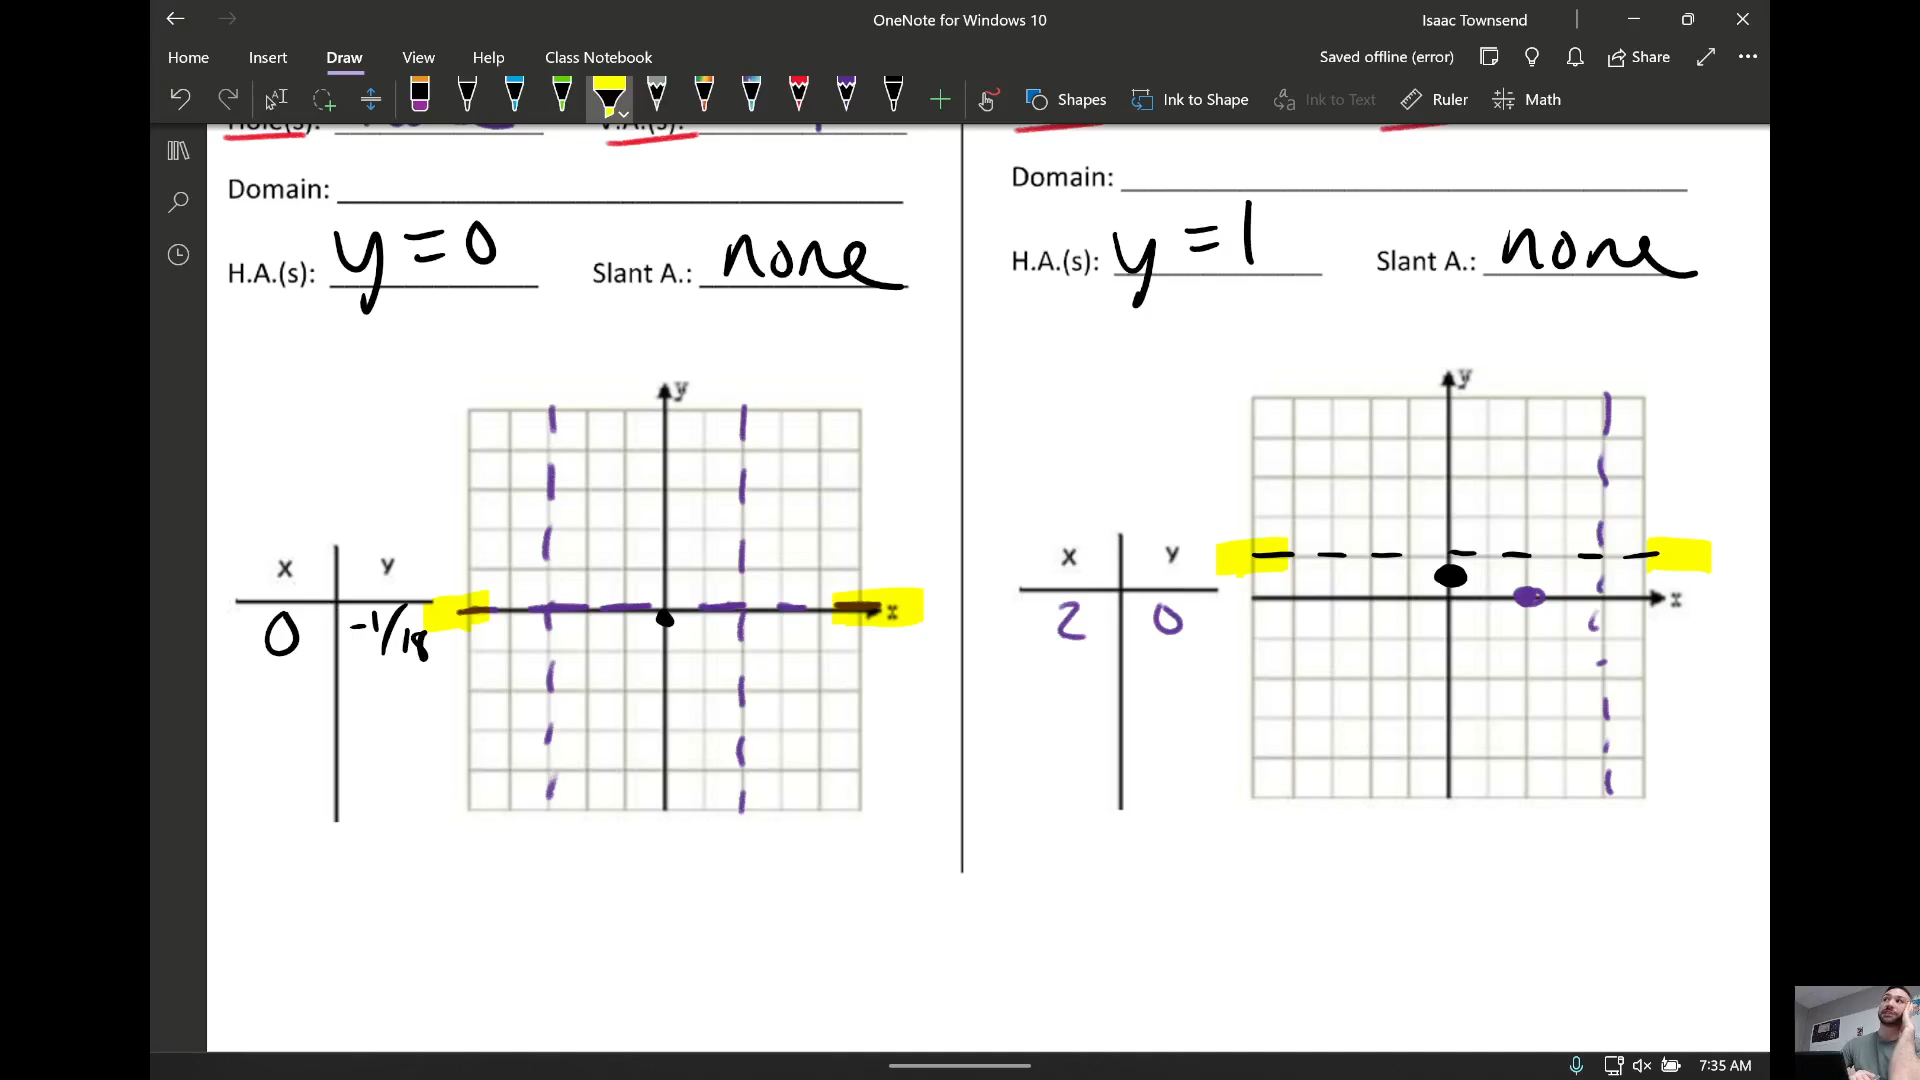 OneNote for Windows 10
Isaac Townsend
Home Insert Draw View Help Class Notebook
Saved offline (error) Share
Shapes Ink to Shape Ink to Text Ruler Math
Hole(s):
V.A.(s):
Domain:
H.A.(s): y = 0 Slant A.: none
y
x y
x
0 -1/18
Domain:
H.A.(s): y = 1 Slant A.: none
y
x y
x
2 0
7:35 AM